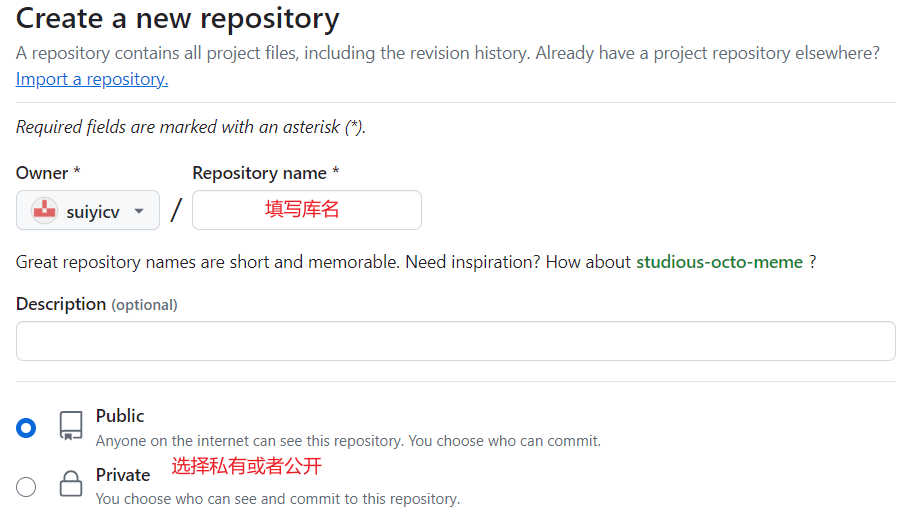 Create a new repository
A repository contains all project files, including the revision history. Already have a project repository elsewhere?
Import a repository.
Required fields are marked with an asterisk (*).
Owner * Repository name *
suiyicv / 填写库名
Great repository names are short and memorable. Need inspiration? How about studious-octo-meme ?
Description (optional)
Public
Anyone on the internet can see this repository. You choose who can commit.
Private 选择私有或者公开
You choose who can see and commit to this repository.